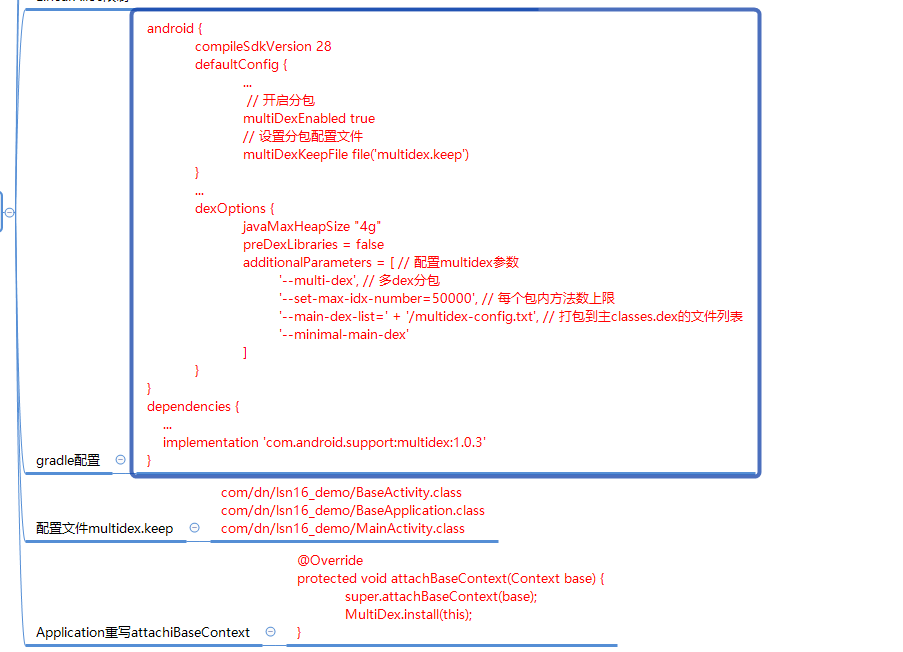 android {
compileSdkVersion 28
defaultConfig {
...
// 开启分包
multiDexEnabled true
// 设置分包配置文件
multiDexKeepFile file('multidex.keep')
}
...
dexOptions {
javaMaxHeapSize "4g"
preDexLibraries = false
additionalParameters = [ // 配置multidex参数
'--multi-dex', // 多dex分包
'--set-max-idx-number=50000', // 每个包内方法数上限
'--main-dex-list=' + '/multidex-config.txt', // 打包到主classes.dex的文件列表
'--minimal-main-dex'
]
}
}
dependencies {
...
implementation 'com.android.support:multidex:1.0.3'
}
gradle配置
com/dn/lsn16_demo/BaseActivity.class
com/dn/lsn16_demo/BaseApplication.class
com/dn/lsn16_demo/MainActivity.class
配置文件multidex.keep
@Override
protected void attachBaseContext(Context base) {
super.attachBaseContext(base);
MultiDex.install(this);
}
Application重写attachiBaseContext